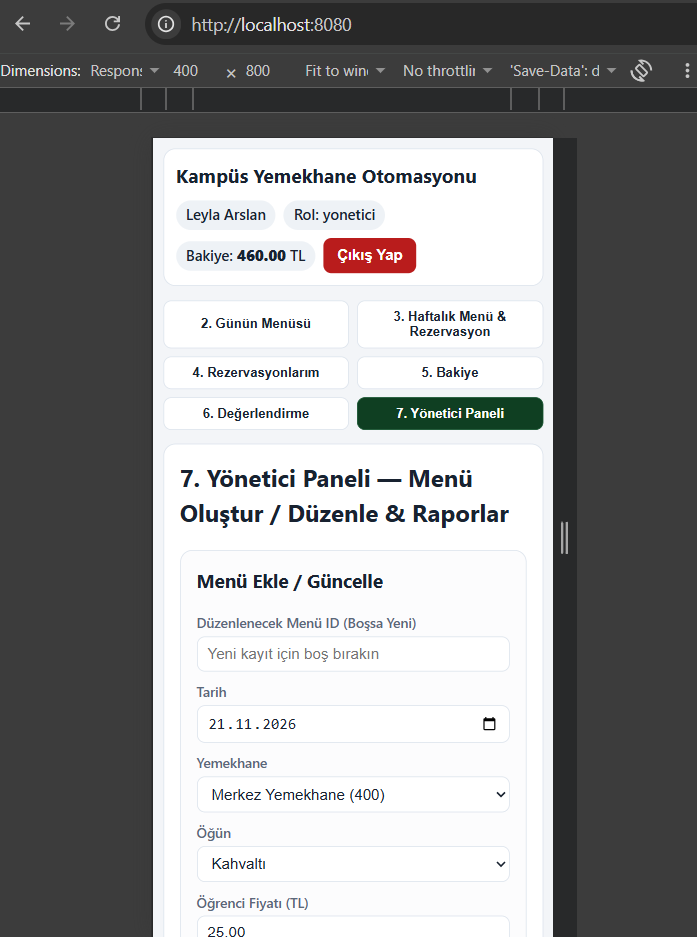 http://localhost:8080
Dimensions: Respons 400 × 800 Fit to win No throttlin 'Save-Data': d
Kampüs Yemekhane Otomasyonu
Leyla Arslan Rol: yonetici
Bakiye: 460.00 TL Çıkış Yap
2. Günün Menüsü
3. Haftalık Menü &
Rezervasyon
4. Rezervasyonlarım 5. Bakiye
6. Değerlendirme 7. Yönetici Paneli
7. Yönetici Paneli — Menü
Oluştur / Düzenle & Raporlar
Menü Ekle / Güncelle
Düzenlenecek Menü ID (Boşsa Yeni)
Yeni kayıt için boş bırakın
Tarih
21.11.2026
Yemekhane
Merkez Yemekhane (400)
Öğün
Kahvaltı
Öğrenci Fiyatı (TL)
25.00